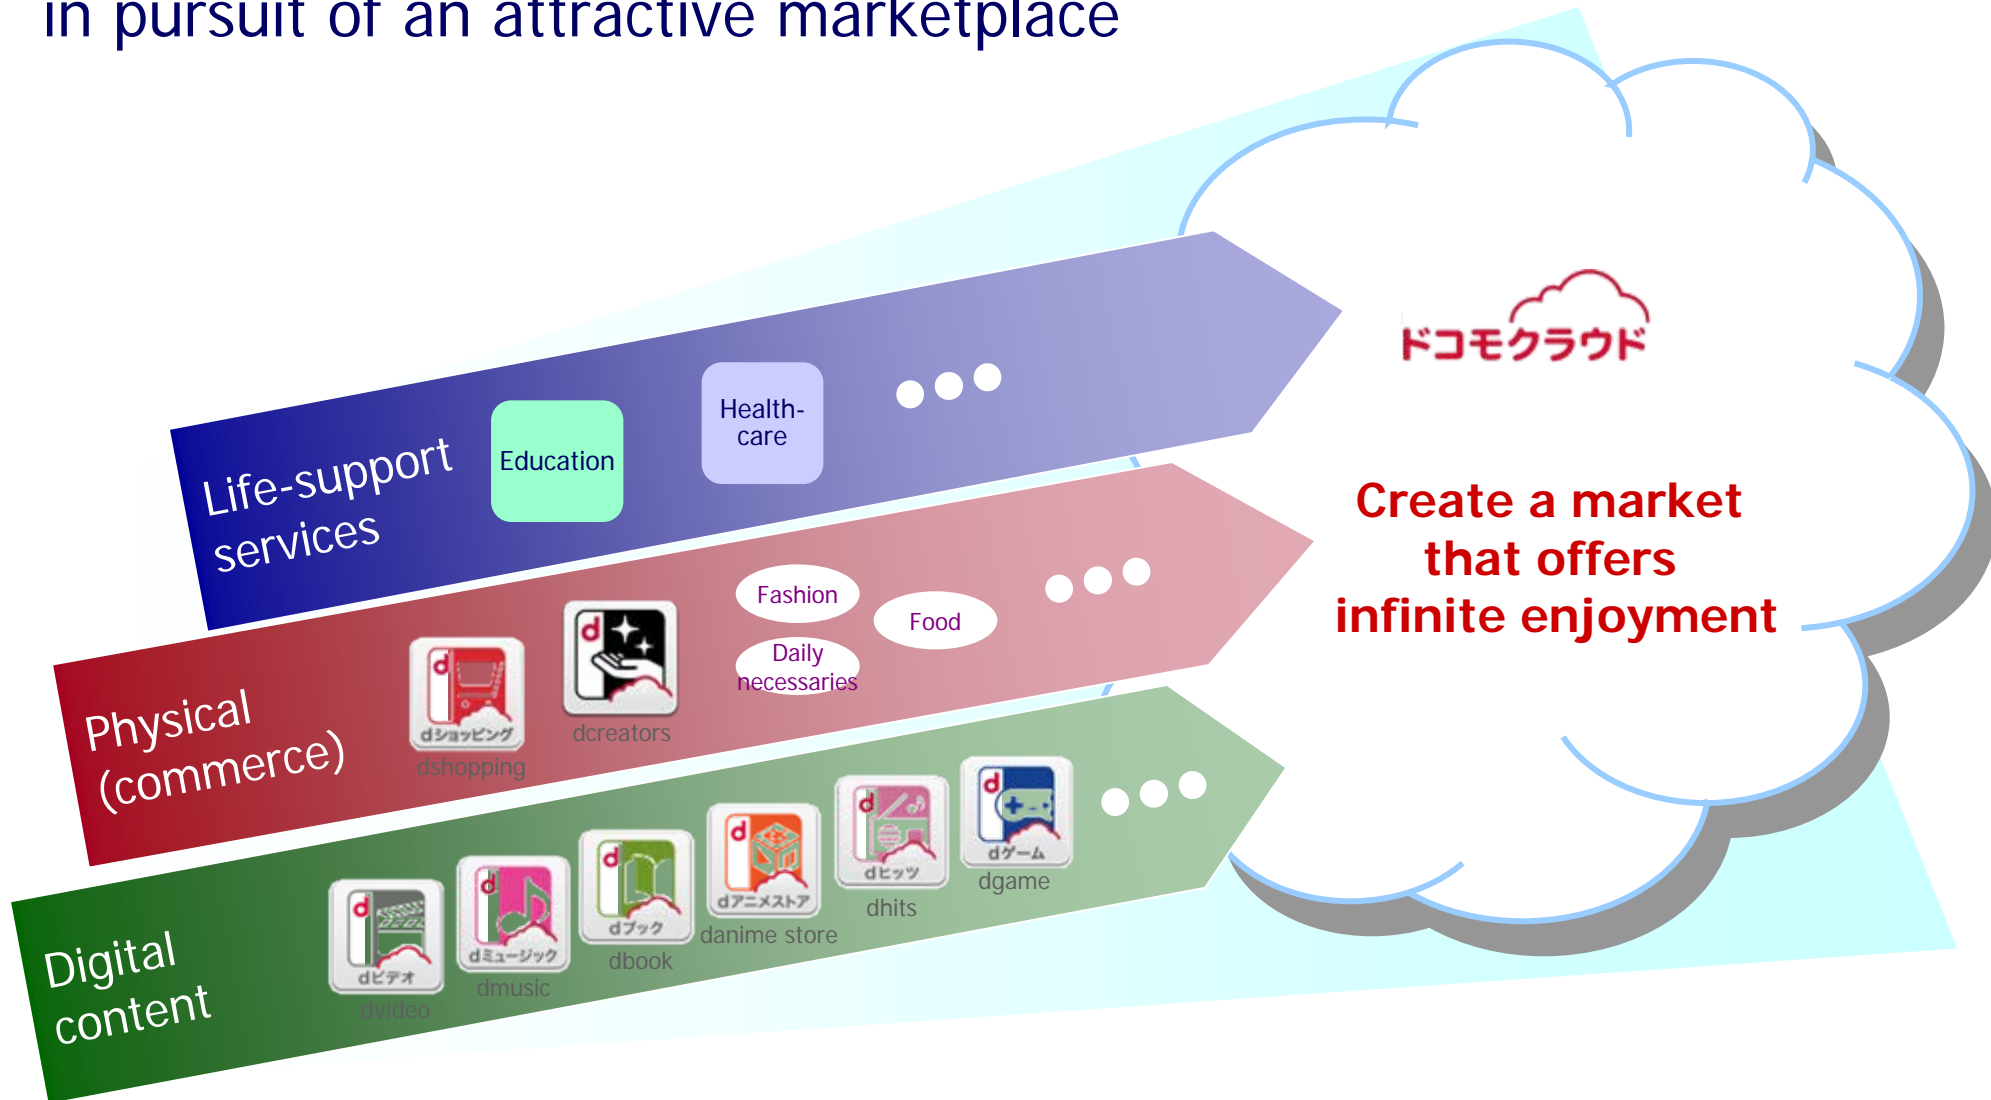 in pursuit of an attractive marketplace
ドコモクラウド
Create a market
that offers
infinite enjoyment
Life-support
services
Education
Health-
care
Physical
(commerce)
dショッピング
dshopping
d
dcreators
Fashion
Food
Daily
necessaries
Digital
content
dビデオ
dvideo
dミュージック
dmusic
dブック
dbook
dアニメストア
danime store
dヒッツ
dhits
dゲーム
dgame